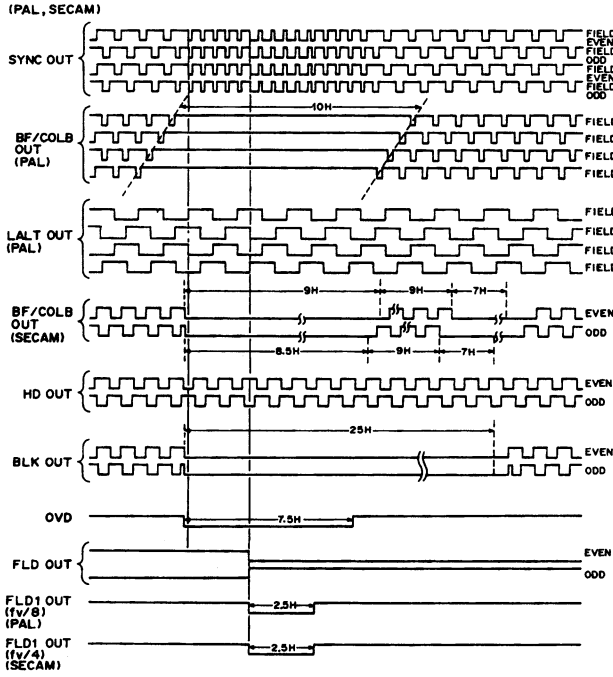 (PAL, SECAM)
SYNC OUT
FIELD
EVEN
FIELD
ODD
FIELD
EVEN
FIELD
ODD
10H
BF/COLB
OUT
(PAL)
FIELD
FIELD
FIELD
FIELD
LALT OUT
(PAL)
FIELD
FIELD
FIELD
FIELD
9H 9H 7H
BF/COLB
OUT
(SECAM)
EVEN
ODD
8.5H 9H 7H
HD OUT
EVEN
ODD
25H
BLK OUT
EVEN
ODD
OVD
7.5H
FLD OUT
EVEN
ODD
FLD1 OUT
(fv/8)
(PAL)
2.5H
FLD1 OUT
(fv/4)
(SECAM)
2.5H